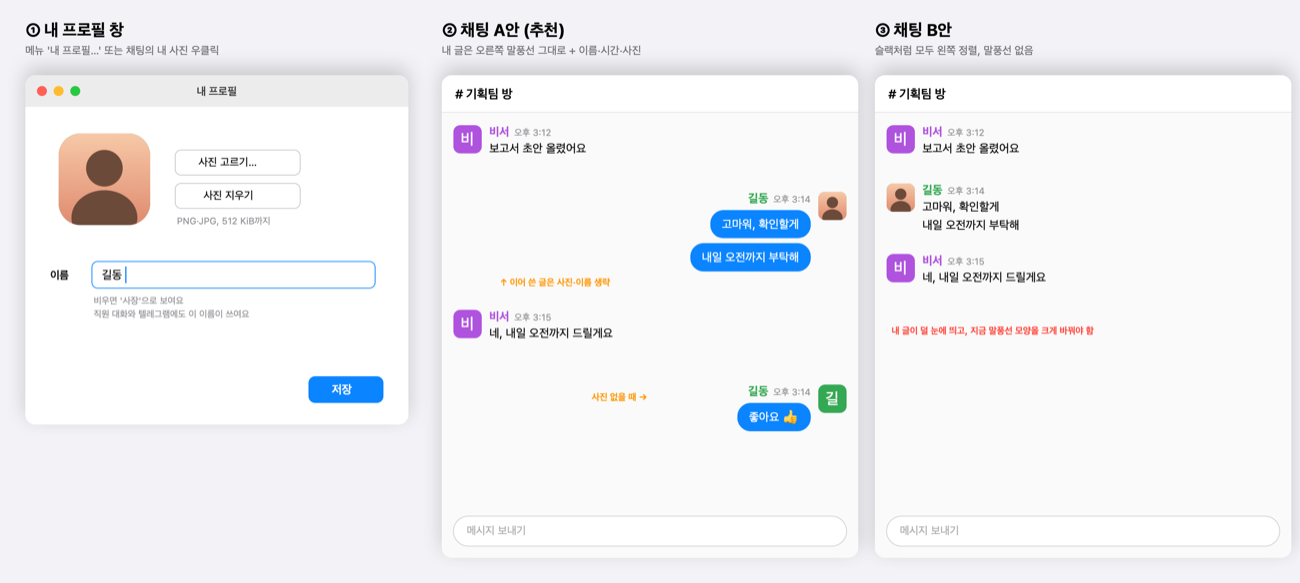 ① 내 프로필 창
메뉴 '내 프로필...' 또는 채팅의 내 사진 우클릭
내 프로필
사진 고르기...
사진 지우기
PNG·JPG, 512 KiB까지
이름
길동
비우면 '사장'으로 보여요
직원 대화와 텔레그램에도 이 이름이 쓰여요
저장
② 채팅 A안 (추천)
내 글은 오른쪽 말풍선 그대로 + 이름·시간·사진
# 기획팀 방
비
비서 오후 3:12
보고서 초안 올렸어요
길동 오후 3:14
고마워, 확인할게
내일 오전까지 부탁해
↑ 이어 쓴 글은 사진·이름 생략
비
비서 오후 3:15
네, 내일 오전까지 드릴게요
사진 없을 때 →
길동 오후 3:14
길
좋아요 👍
메시지 보내기
③ 채팅 B안
슬랙처럼 모두 왼쪽 정렬, 말풍선 없음
# 기획팀 방
비
비서 오후 3:12
보고서 초안 올렸어요
길동 오후 3:14
고마워, 확인할게
내일 오전까지 부탁해
비
비서 오후 3:15
네, 내일 오전까지 드릴게요
내 글이 덜 눈에 띄고, 지금 말풍선 모양을 크게 바꿔야 함
메시지 보내기